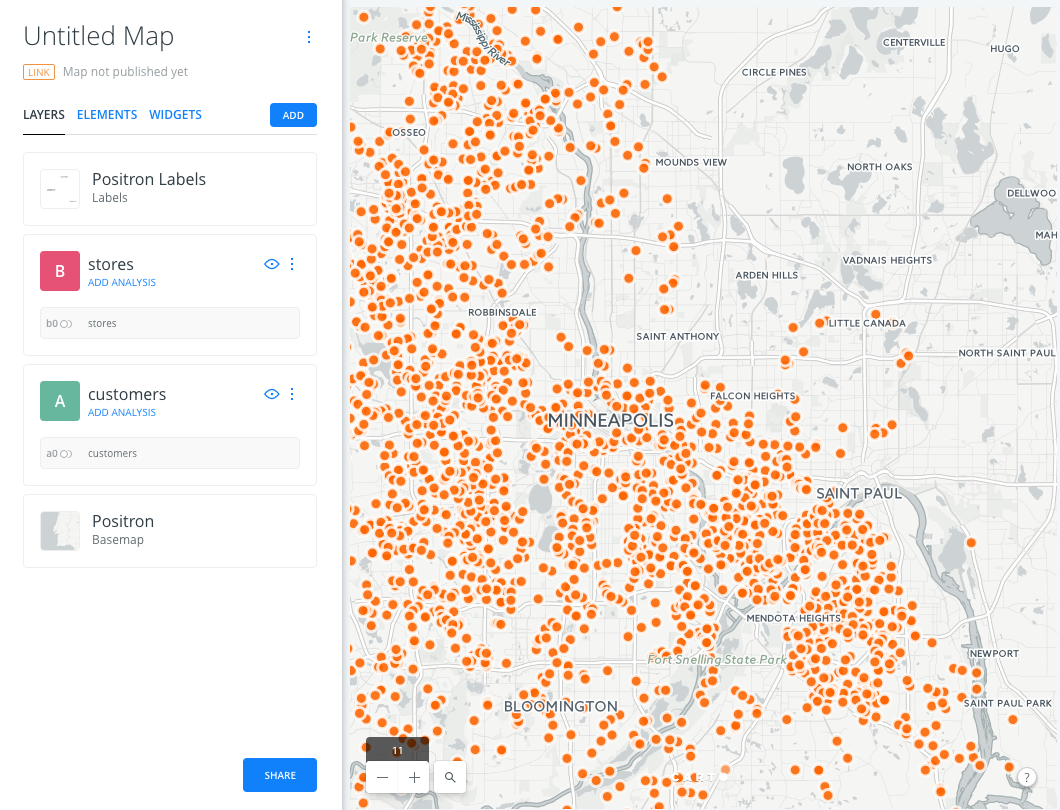 Untitled Map
LINK Map not published yet
LAYERS ELEMENTS WIDGETS ADD
Positron Labels
Labels
B stores
ADD ANALYSIS
b0 stores
A customers
ADD ANALYSIS
a0 customers
Positron
Basemap
SHARE
Mississippi River
Park Reserve
CENTERVILLE
HUGO
CIRCLE PINES
OSSEO
MOUNDS VIEW
NORTH OAKS
DELLWOO
MAH
VADNAIS HEIGHTS
ARDEN HILLS
ROBBINSDALE
LITTLE CANADA
SAINT ANTHONY
NORTH SAINT PAUL
FALCON HEIGHTS
MINNEAPOLIS
SAINT PAUL
MENDOTA HEIGHTS
NEWPORT
Fort Snelling State Park
SAINT PAUL PARK
BLOOMINGTON
11
?